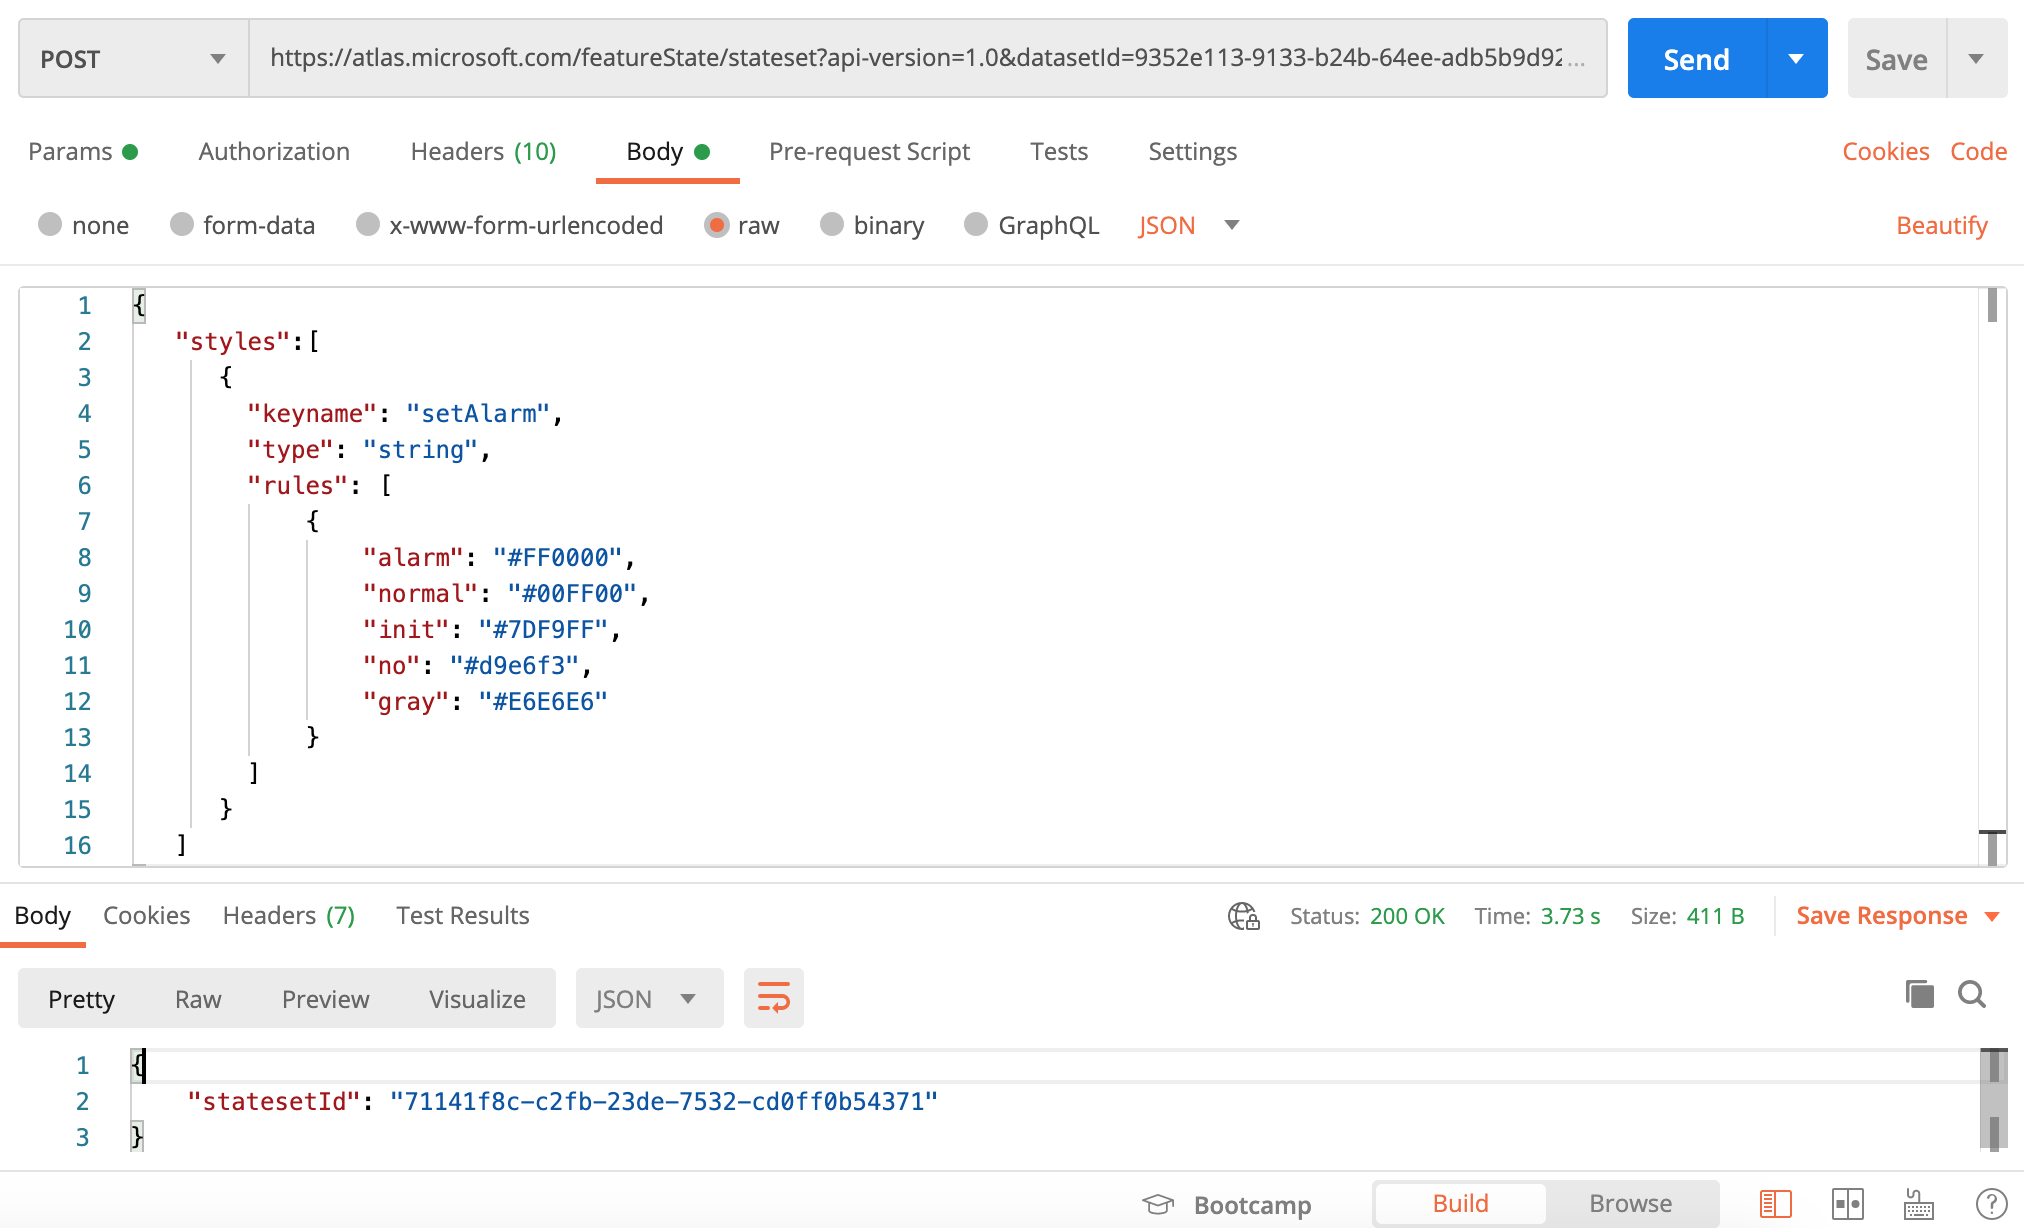 POST https://atlas.microsoft.com/featureState/stateset?api-version=1.0&datasetId=9352e113-9133-b24b-64ee-adb5b9d92... Send Save
Params Authorization Headers (10) Body Pre-request Script Tests Settings Cookies Code
none form-data x-www-form-urlencoded raw binary GraphQL JSON Beautify
1 {
2 "styles":[
3 {
4 "keyname": "setAlarm",
5 "type": "string",
6 "rules": [
7 {
8 "alarm": "#FF0000",
9 "normal": "#00FF00",
10 "init": "#7DF9FF",
11 "no": "#d9e6f3",
12 "gray": "#E6E6E6"
13 }
14 ]
15 }
16 ]
Body Cookies Headers (7) Test Results Status: 200 OK Time: 3.73 s Size: 411 B Save Response
Pretty Raw Preview Visualize JSON
1 {
2 "statesetId": "71141f8c-c2fb-23de-7532-cd0ff0b54371"
3 }
Bootcamp Build Browse ?